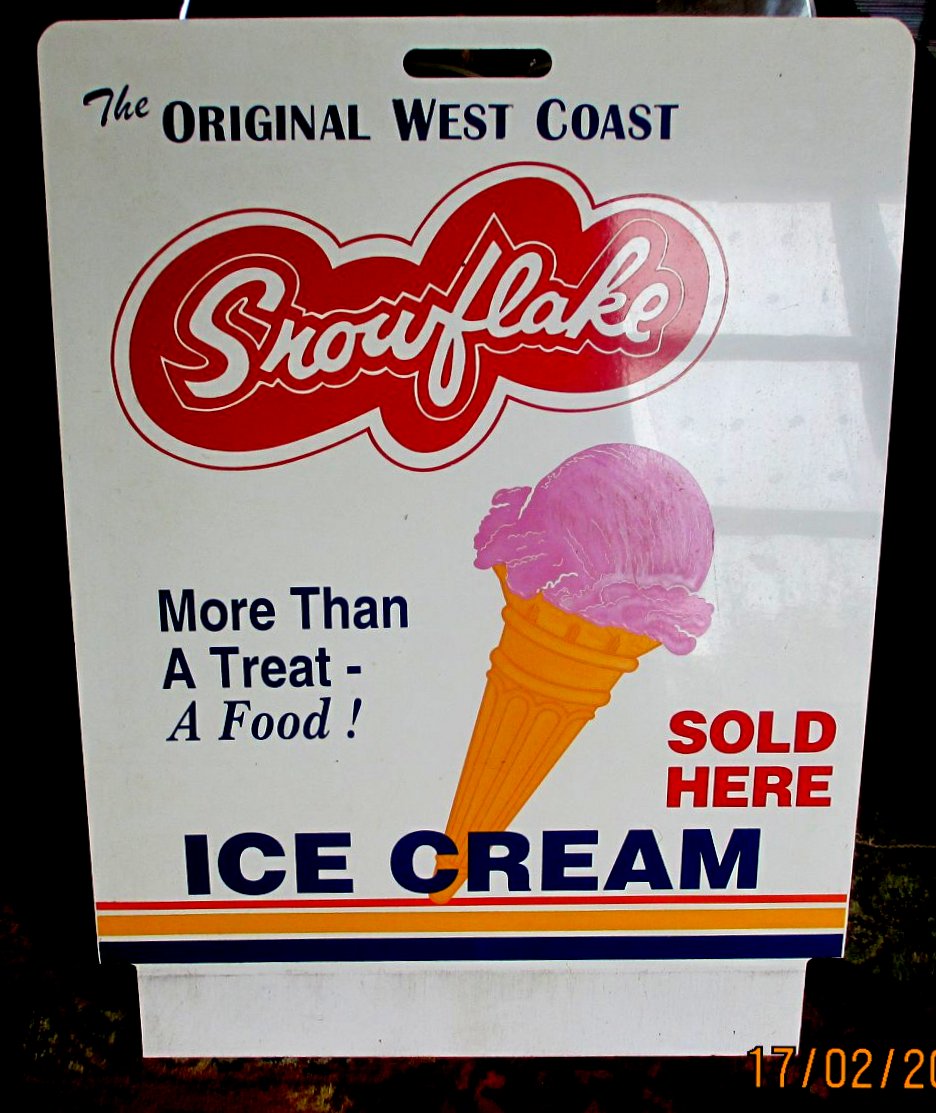 The ORIGINAL WEST COAST
Snowflake
More Than
A Treat -
A Food !
SOLD
HERE
ICE CREAM
17/02/20